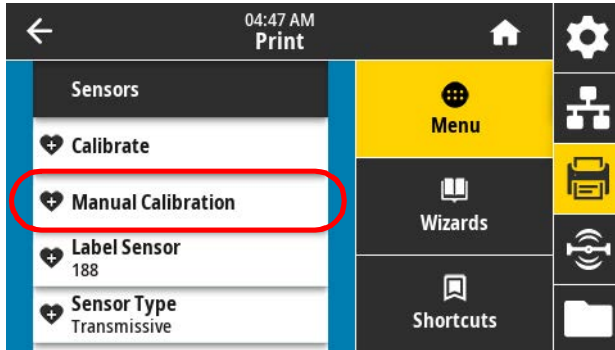 04:47 AM
Print
Sensors
Calibrate
Manual Calibration
Label Sensor
188
Sensor Type
Transmissive
Menu
Wizards
Shortcuts